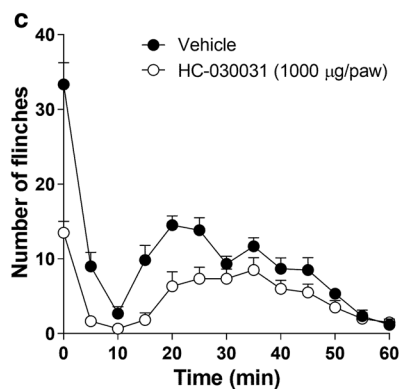 c
40
Vehicle
HC-030031 (1000 µg/paw)
30
20
10
0
Number of flinches
0 10 20 30 40 50 60
Time (min)